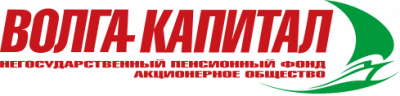 ВОЛГА-КАПИТАЛ
НЕГОСУДАРСТВЕННЫЙ ПЕНСИОННЫЙ ФОНД
АКЦИОНЕРНОЕ ОБЩЕСТВО